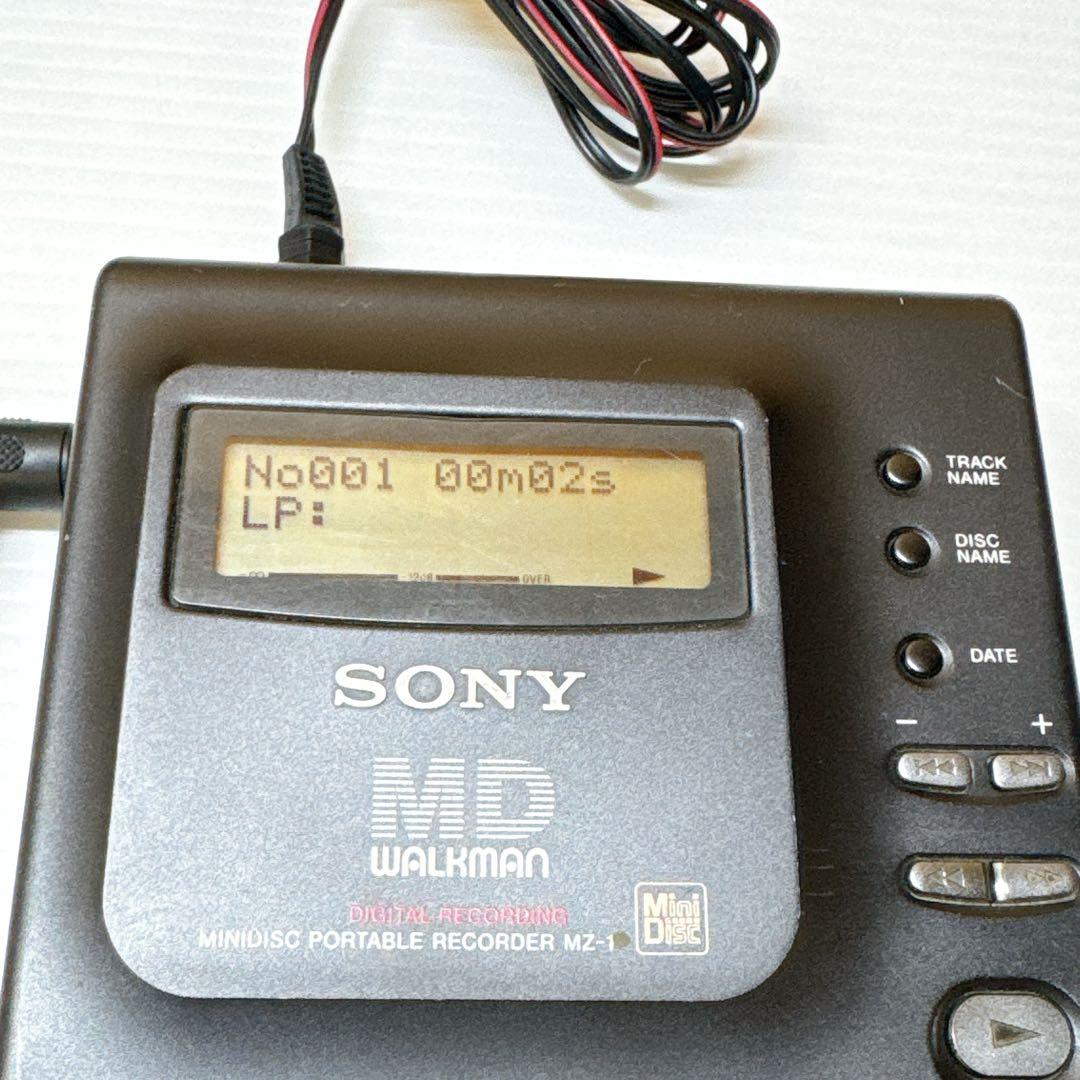 No001 00m02s
LP:
-12dB OVER
SONY
MD
WALKMAN
DIGITAL RECORDING
MINIDISC PORTABLE RECORDER MZ-1
Mini
Disc
TRACK
NAME
DISC
NAME
DATE
- +